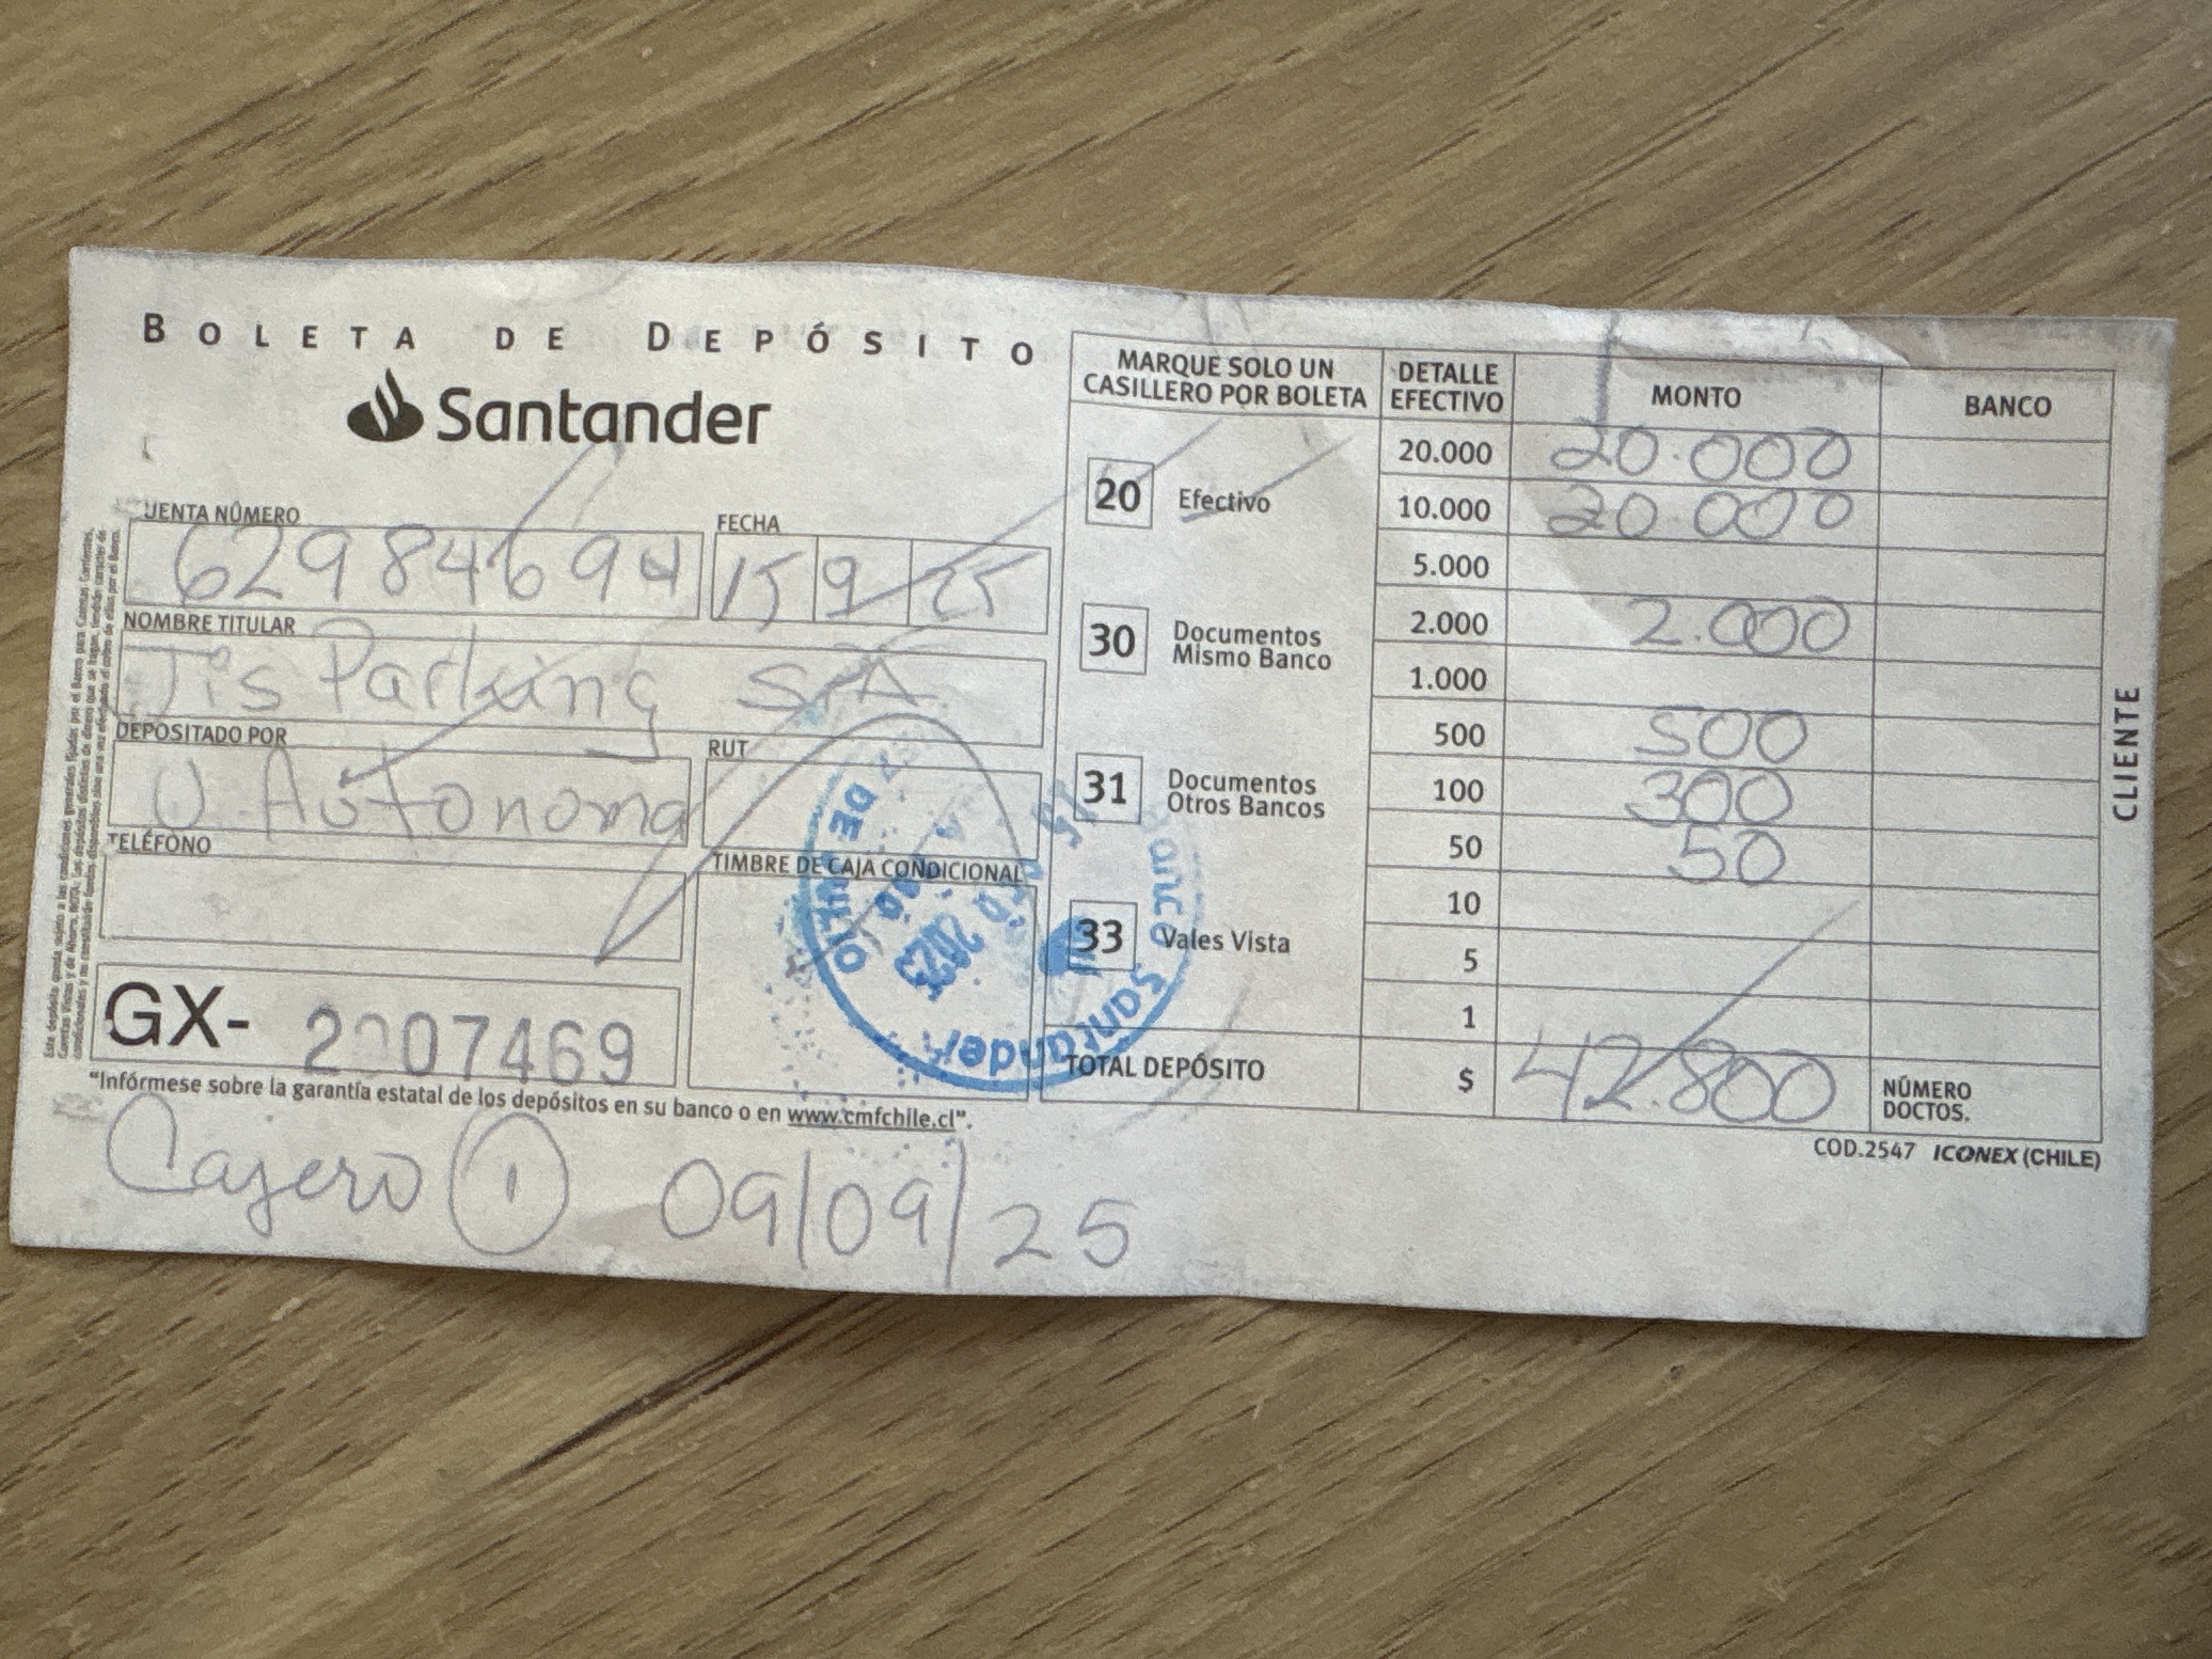 BOLETA DE DEPÓSITO
Santander
UENTA NÚMERO
62984694
FECHA
15 9 25
NOMBRE TITULAR
Jis Parking SPA
DEPOSITADO POR
U. Autonoma
RUT
TELÉFONO
TIMBRE DE CAJA CONDICIONAL
GX- 2007469
"Infórmese sobre la garantía estatal de los depósitos en su banco o en www.cmfchile.cl".
Cajero 1 09/09/25
MARQUE SOLO UN
CASILLERO POR BOLETA
20 Efectivo
30 Documentos
Mismo Banco
31 Documentos
Otros Bancos
33 Vales Vista
DETALLE
EFECTIVO
MONTO
BANCO
20.000 20.000
10.000 20.000
5.000
2.000 2.000
1.000
500 500
100 300
50 50
10
5
1
TOTAL DEPÓSITO $ 42.800
NÚMERO
DOCTOS.
COD.2547 ICONEX (CHILE)
CLIENTE
Santander